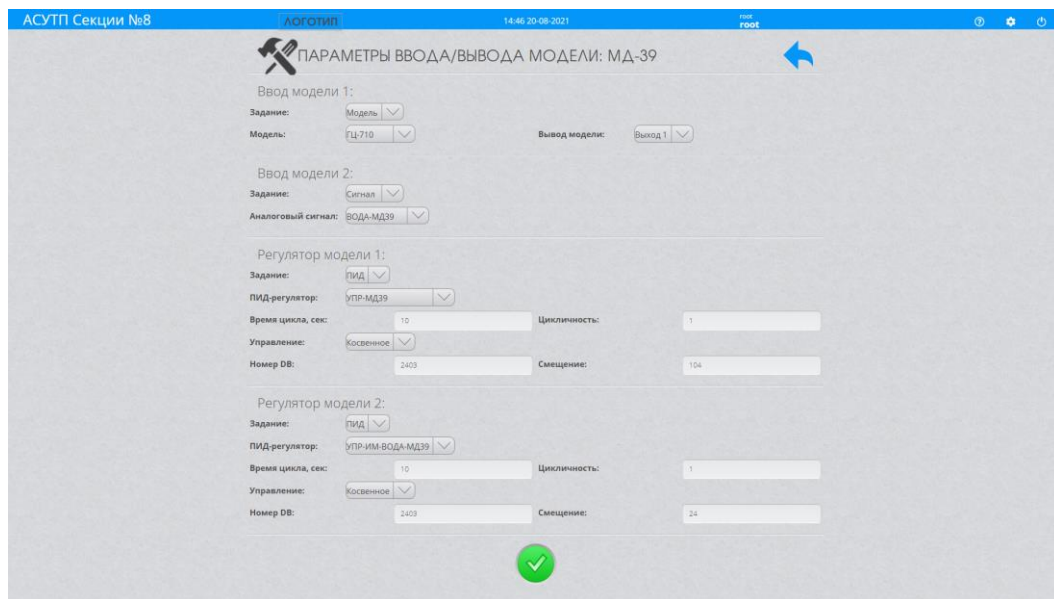 АСУТП Секции №8
ЛОГОТИП
14:46 20-08-2021
root
root
ПАРАМЕТРЫ ВВОДА/ВЫВОДА МОДЕЛИ: МД-39
Ввод модели 1:
Задание: Модель
Модель: ГЦ-710 Вывод модели: Выход 1
Ввод модели 2:
Задание: Сигнал
Аналоговый сигнал: ВОДА-МД39
Регулятор модели 1:
Задание: ПИД
ПИД-регулятор: УПР-МД39
Время цикла, сек: 10 Цикличность: 1
Управление: Косвенное
Номер DB: 2403 Смещение: 104
Регулятор модели 2:
Задание: ПИД
ПИД-регулятор: УПР-ИМ-ВОДА-МД39
Время цикла, сек: 10 Цикличность: 1
Управление: Косвенное
Номер DB: 2403 Смещение: 24